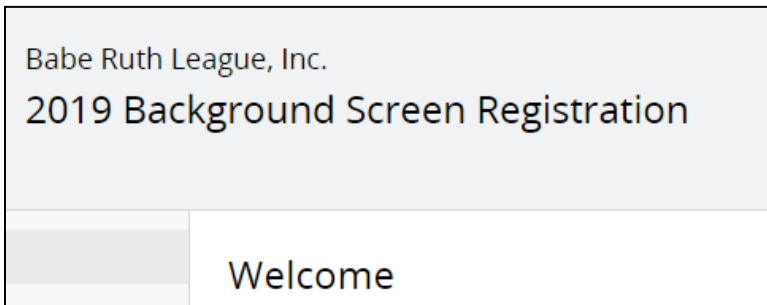 Babe Ruth League, Inc.
2019 Background Screen Registration
Welcome